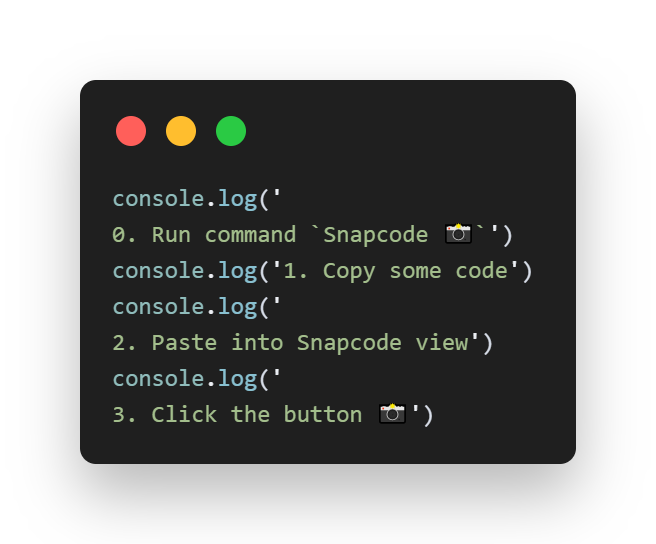 console.log('
0. Run command `Snapcode 📸`')
console.log('1. Copy some code')
console.log('
2. Paste into Snapcode view')
console.log('
3. Click the button 📸')